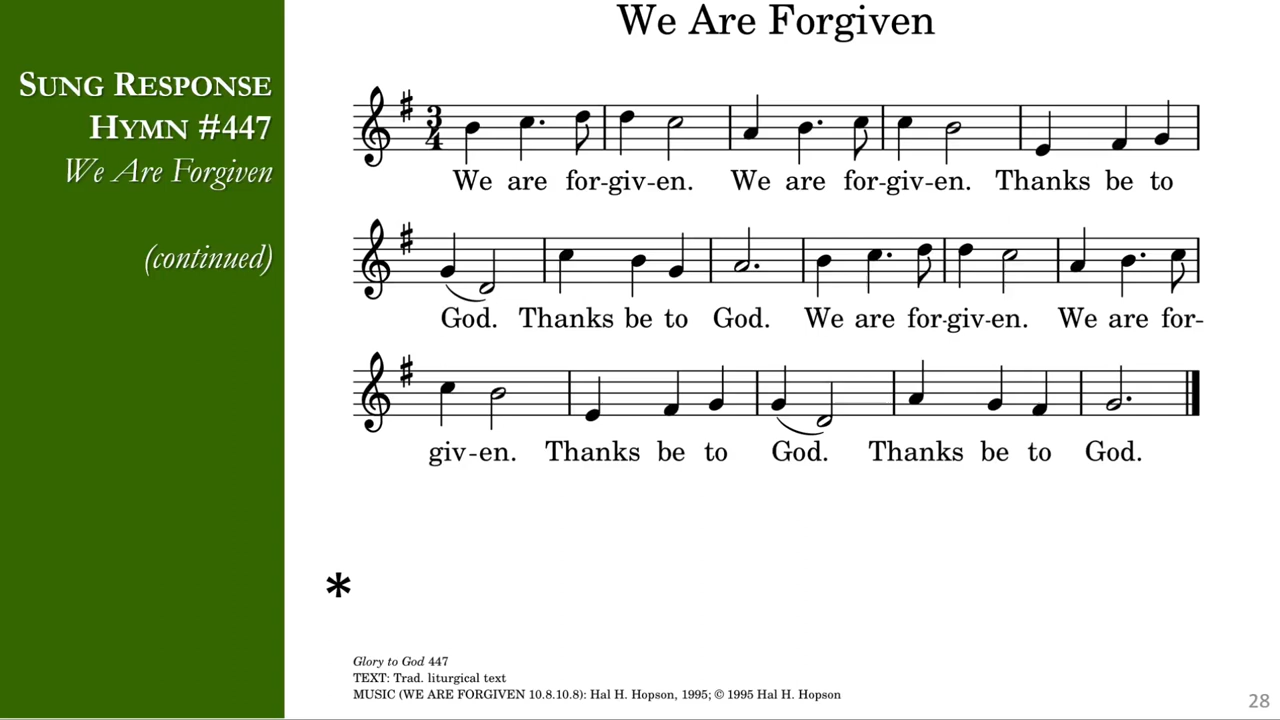 We Are Forgiven
SUNG RESPONSE
HYMN #447
We Are Forgiven
(continued)
3
4
We are for-giv-en. We are for-giv-en. Thanks be to
God. Thanks be to God. We are for-giv-en. We are for-
giv-en. Thanks be to God. Thanks be to God.
*
Glory to God 447
TEXT: Trad. liturgical text
MUSIC (WE ARE FORGIVEN 10.8.10.8): Hal H. Hopson, 1995; © 1995 Hal H. Hopson
28